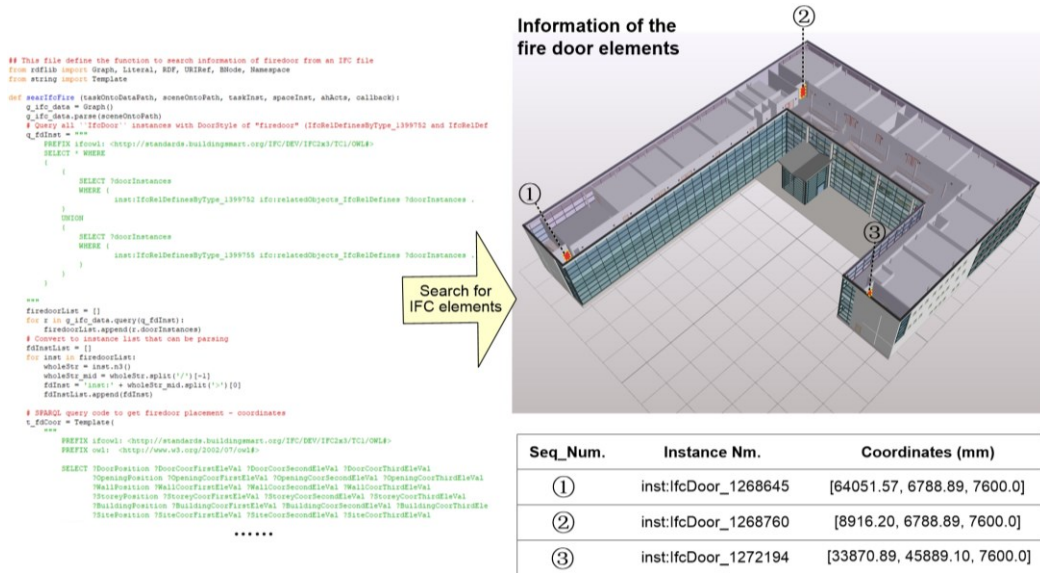 ## This file define the function to search information of firedoor from an IFC file
from rdflib import Graph, Literal, RDF, URIRef, BNode, Namespace
from string import Template
def searIfcFire (taskOntoDataPath, sceneOntoPath, taskInst, spaceInst, ahActs, callback):
g_ifc_data = Graph()
g_ifc_data.parse(sceneOntoPath)
# Query all ``IfcDoor`` instances with DoorStyle of "firedoor" (IfcRelDefinesByType_1399752 and IfcRelDef
q_fdInst = """
PREFIX ifcowl: <http://standards.buildingsmart.org/IFC/DEV/IFC2x3/TC1/OWL#>
SELECT * WHERE
{
{
SELECT ?doorInstances
WHERE {
inst:IfcRelDefinesByType_1399752 ifc:relatedObjects_IfcRelDefines ?doorInstances .
}
UNION
{
SELECT ?doorInstances
WHERE {
inst:IfcRelDefinesByType_1399755 ifc:relatedObjects_IfcRelDefines ?doorInstances .
}
}
}
"""
firedoorList = []
for r in g_ifc_data.query(q_fdInst):
firedoorList.append(r.doorInstances)
# Convert to instance list that can be parsing
fdInstList = []
for inst in firedoorList:
wholeStr = inst.n3()
wholeStr_mid = wholeStr.split('/')[-1]
fdInst = 'inst:' + wholeStr_mid.split('>')[0]
fdInstList.append(fdInst)
# SPARQL query code to get firedoor placement - coordinates
t_fdCoor = Template(
"""
PREFIX ifcowl: <http://standards.buildingsmart.org/IFC/DEV/IFC2x3/TC1/OWL#>
PREFIX owl: <http://www.w3.org/2002/07/owl#>
SELECT ?DoorPosition ?DoorCoorFirstEleVal ?DoorCoorSecondEleVal ?DoorCoorThirdEleVal
?OpeningPosition ?OpeningCoorFirstEleVal ?OpeningCoorSecondEleVal ?OpeningCoorThirdEleVal
?WallPosition ?WallCoorFirstEleVal ?WallCoorSecondEleVal ?WallCoorThirdEleVal
?StoreyPosition ?StoreyCoorFirstEleVal ?StoreyCoorSecondEleVal ?StoreyCoorThirdEleVal
?BuildingPosition ?BuildingCoorFirstEleVal ?BuildingCoorSecondEleVal ?BuildingCoorThirdEle
?SitePosition ?SiteCoorFirstEleVal ?SiteCoorSecondEleVal ?SiteCoorThirdEleVal
......
Search for
IFC elements
Information of the
fire door elements
②
①
③
Seq_Num. Instance Nm. Coordinates (mm)
① inst:IfcDoor_1268645 [64051.57, 6788.89, 7600.0]
② inst:IfcDoor_1268760 [8916.20, 6788.89, 7600.0]
③ inst:IfcDoor_1272194 [33870.89, 45889.10, 7600.0]